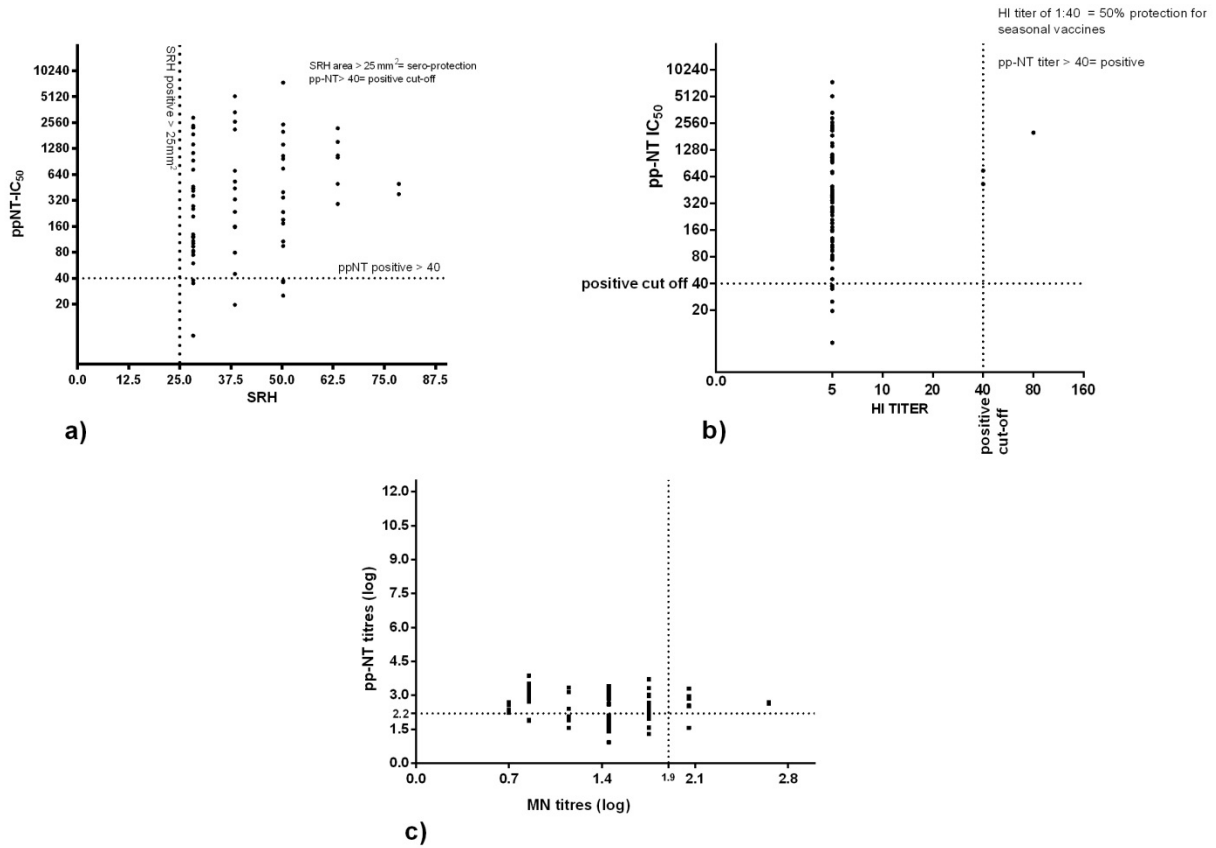 a)
SRH area > 25 mm²= sero-protection
pp-NT> 40= positive cut-off
SRH positive > 25mm²
ppNT-IC50
10240
5120
2560
1280
640
320
160
80
40
20
ppNT positive > 40
0.0 12.5 25.0 37.5 50.0 62.5 75.0 87.5
SRH
HI titer of 1:40 = 50% protection for
seasonal vaccines
pp-NT titer > 40= positive
pp-NT IC50
10240
5120
2560
1280
640
320
160
80
positive cut off 40
20
0.0 5 10 20 40 80 160
HI TITER
positive
cut-off
b)
pp-NT titres (log)
12.0
10.5
9.0
7.5
6.0
4.5
3.0
2.2
1.5
0.0
0.0 0.7 1.4 1.9 2.1 2.8
MN titres (log)
c)